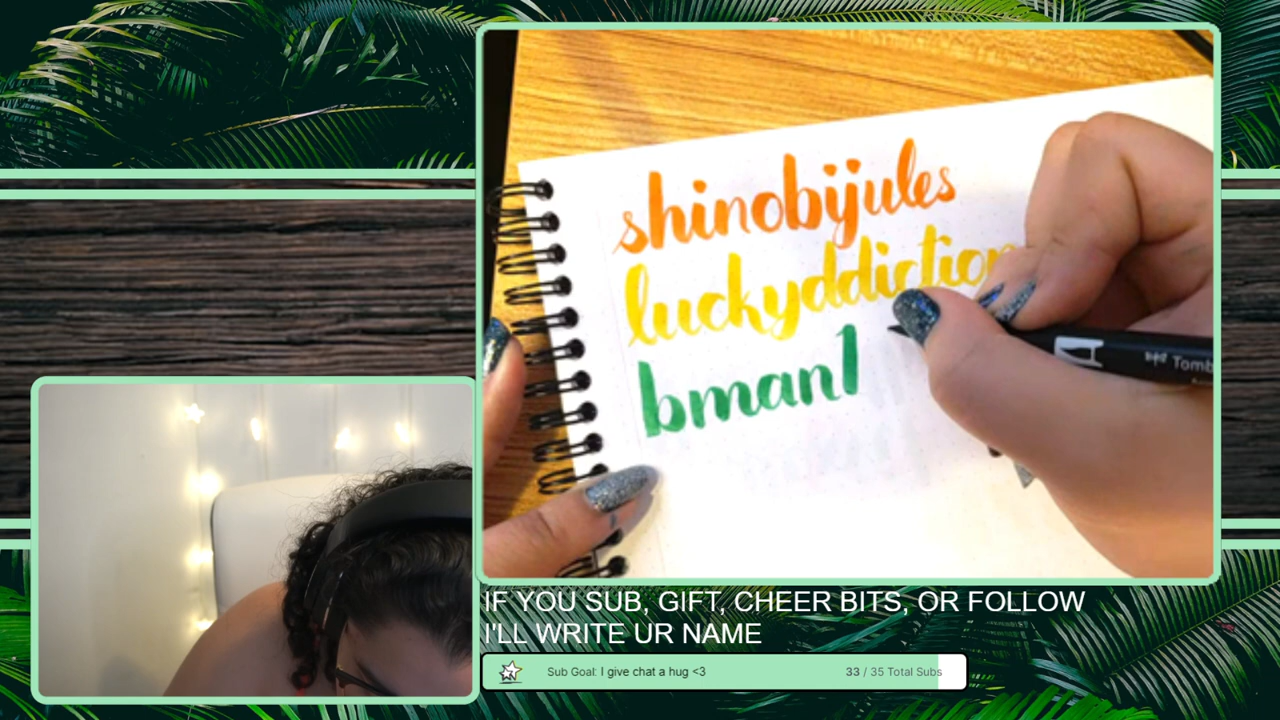 shinobijules
luckyddiction
bman1
Tomb
IF YOU SUB, GIFT, CHEER BITS, OR FOLLOW
I'LL WRITE UR NAME
Sub Goal: I give chat a hug <3 33 / 35 Total Subs